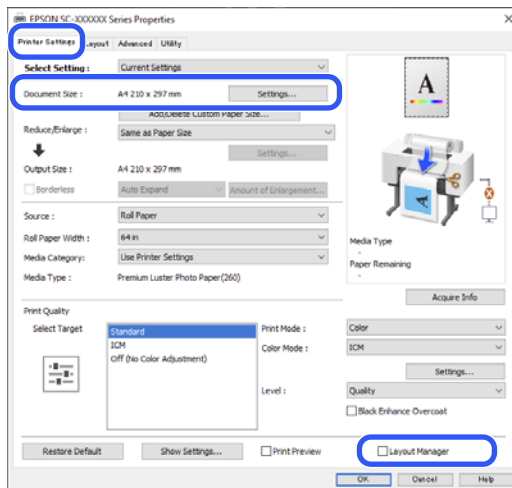 EPSON SC-XXXXXX Series Properties
Printer Settings Layout Advanced Utility
Select Setting : Current Settings
Document Size : A4 210 x 297 mm Settings...
Add/Delete Custom Paper Size...
Reduce/Enlarge : Same as Paper Size
Settings...
Output Size : A4 210 x 297 mm
Borderless Auto Expand Amount of Enlargement...
Source : Roll Paper
Roll Paper Width : 64 in
Media Category: Use Printer Settings
Media Type : Premium Luster Photo Paper(260)
A
A
Media Type
-
Paper Remaining
-
Acquire Info
Print Quality
Select Target
Standard
ICM
Off (No Color Adjustment)
Print Mode : Color
Color Mode : ICM
Settings...
Level : Quality
Black Enhance Overcoat
Restore Default Show Settings... Print Preview Layout Manager
OK Cancel Help